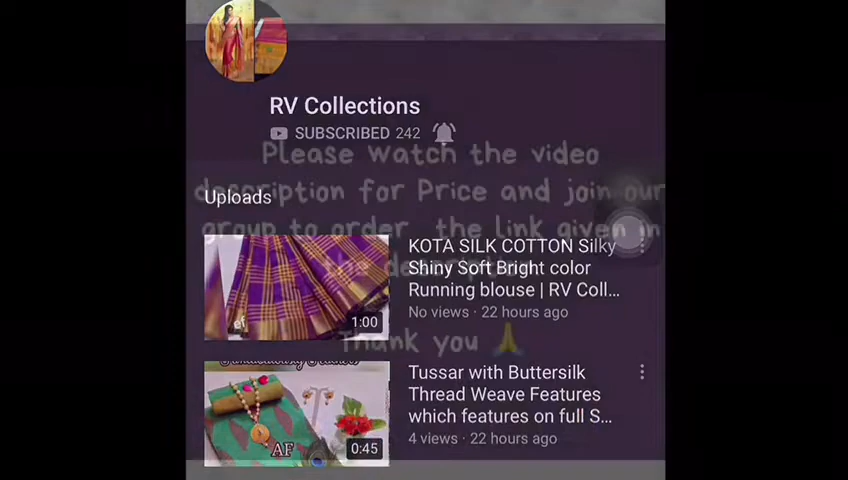 RV Collections
SUBSCRIBED 242
Please watch the video
description for Price and join our
group to order the link given in
the description
Thank you 🙏
Uploads
KOTA SILK COTTON Silky
Shiny Soft Bright color
Running blouse | RV Coll...
No views · 22 hours ago
1:00
Tussar with Buttersilk
Thread Weave Features
which features on full S...
4 views · 22 hours ago
AF
0:45